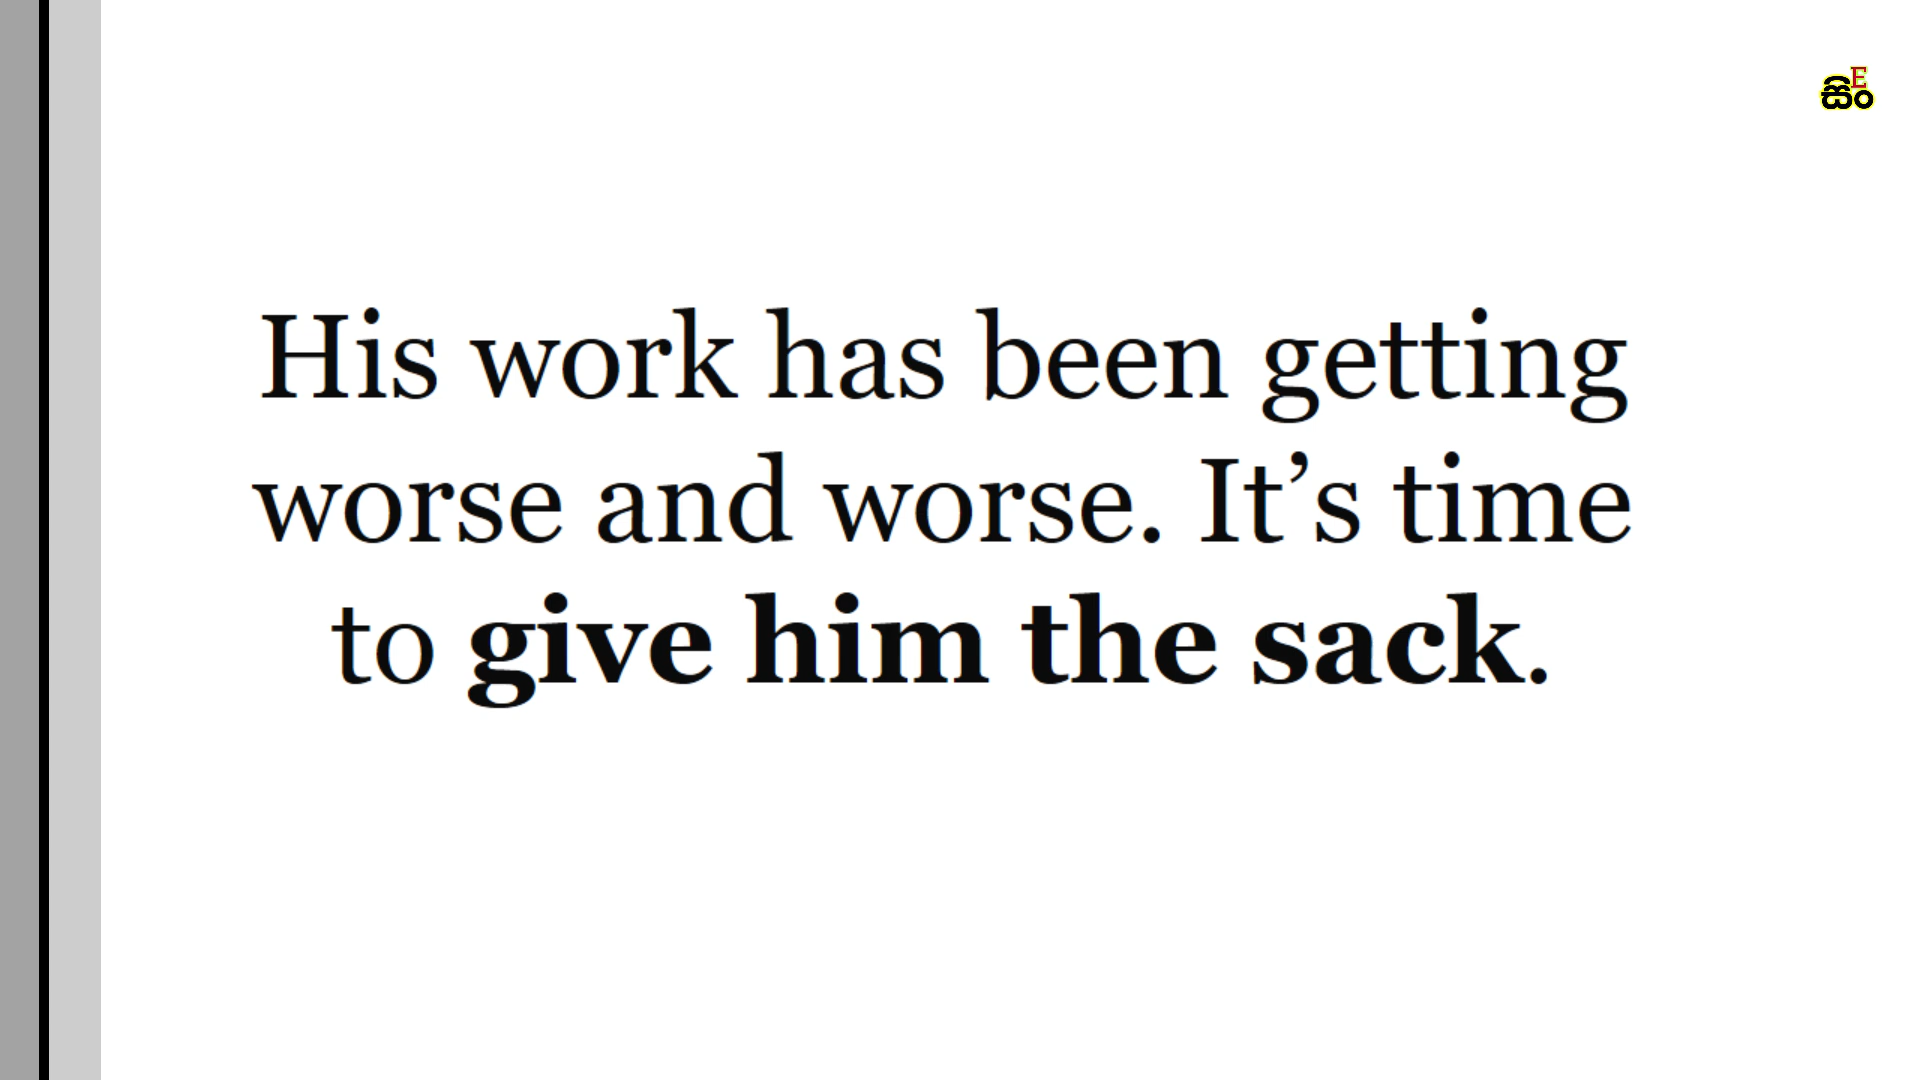 E
සිං
His work has been getting
worse and worse. It’s time
to give him the sack.